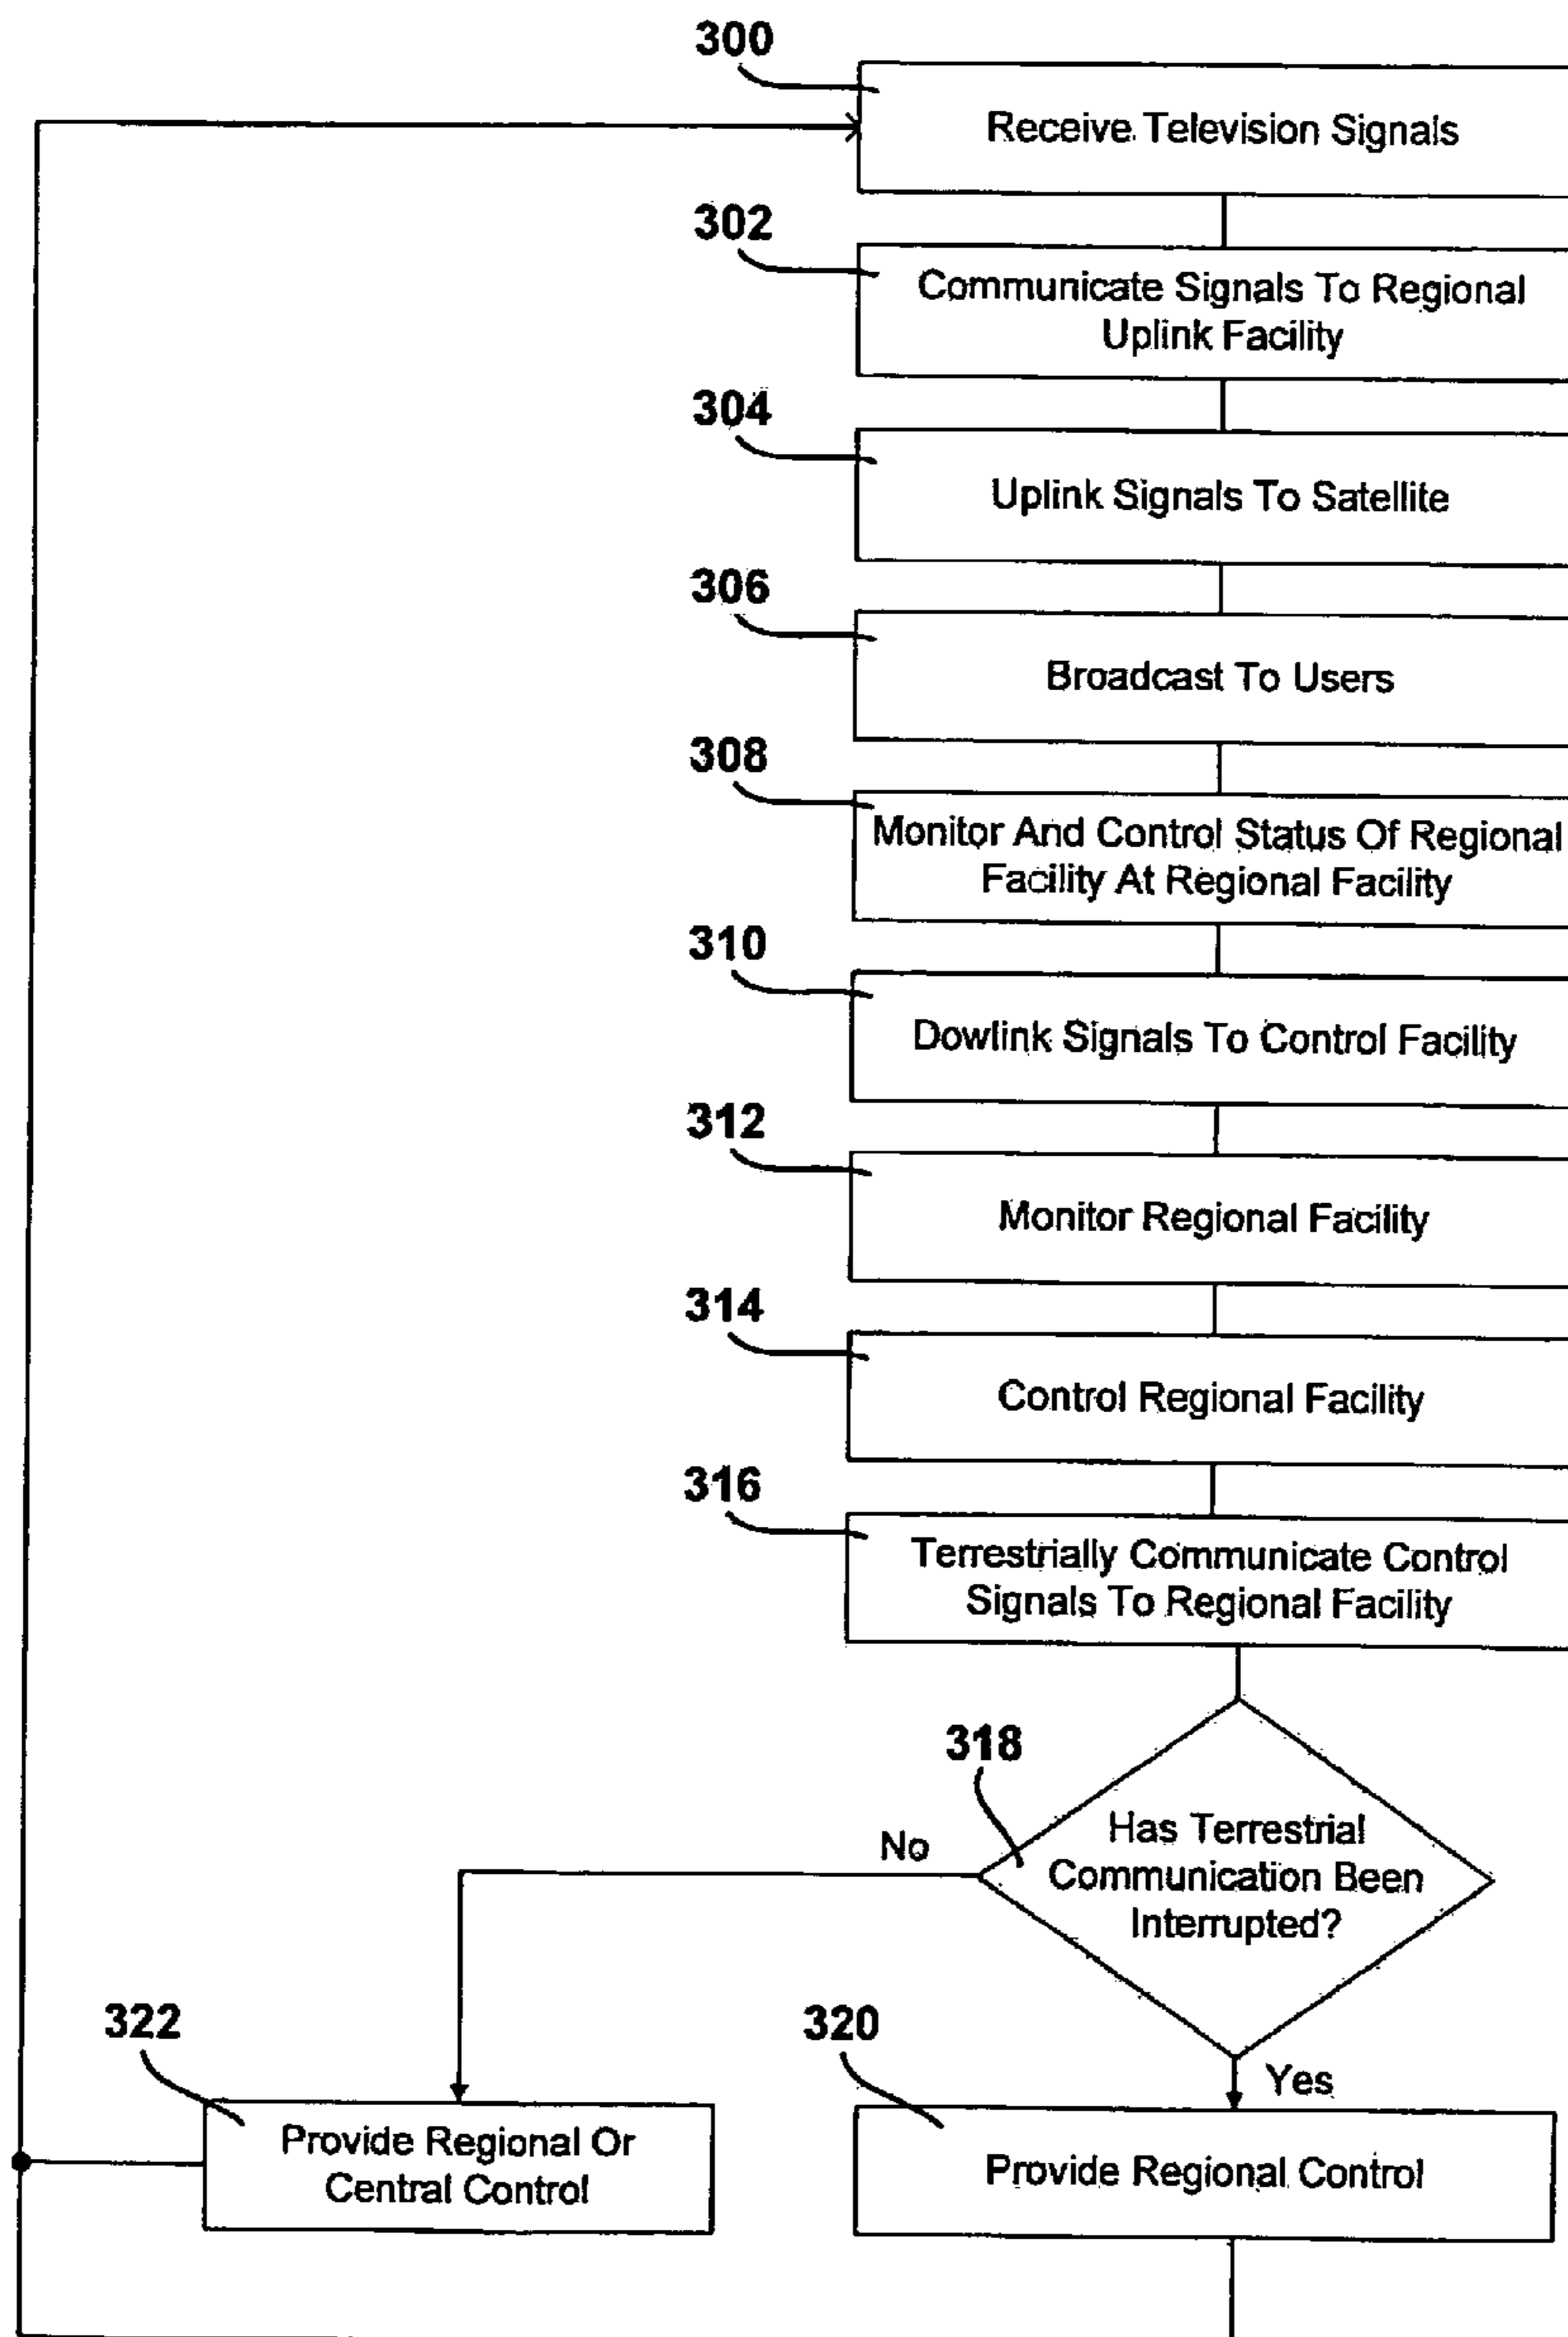 300
Receive Television Signals
302
Communicate Signals To Regional
Uplink Facility
304
Uplink Signals To Satellite
306
Broadcast To Users
308
Monitor And Control Status Of Regional
Facility At Regional Facility
310
Dowlink Signals To Control Facility
312
Monitor Regional Facility
314
Control Regional Facility
316
Terrestrially Communicate Control
Signals To Regional Facility
318
Has Terrestrial
Communication Been
Interrupted?
No
Yes
322
Provide Regional Or
Central Control
320
Provide Regional Control